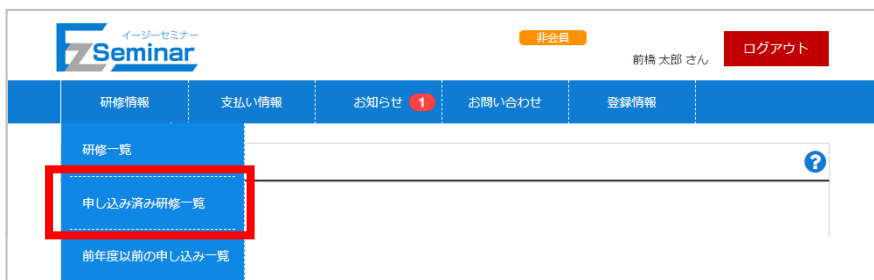 イージーセミナー
EZ Seminar
非会員
前橋 太郎 さん
ログアウト
研修情報
支払い情報
お知らせ 1
お問い合わせ
登録情報
研修一覧
?
申し込み済み研修一覧
前年度以前の申し込み一覧